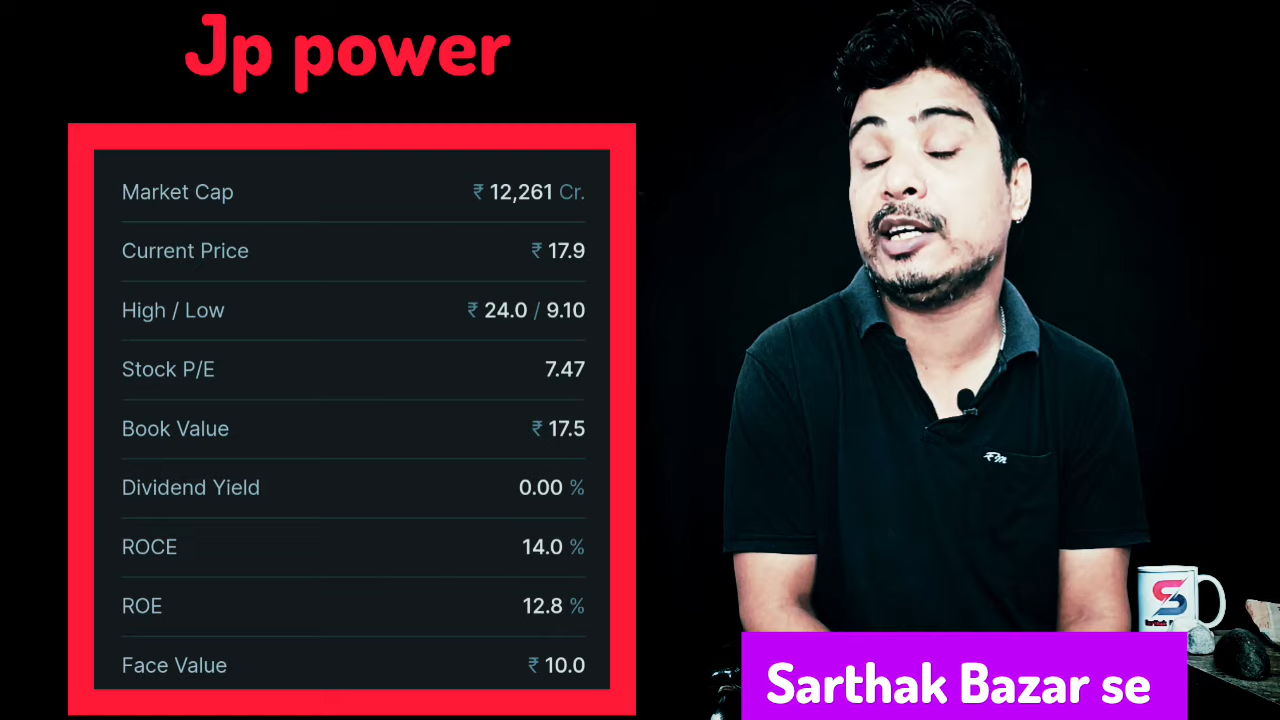 Jp power
Market Cap ₹ 12,261 Cr.
Current Price ₹ 17.9
High / Low ₹ 24.0 / 9.10
Stock P/E 7.47
Book Value ₹ 17.5
Dividend Yield 0.00 %
ROCE 14.0 %
ROE 12.8 %
Face Value ₹ 10.0
Sarthak Bazar se